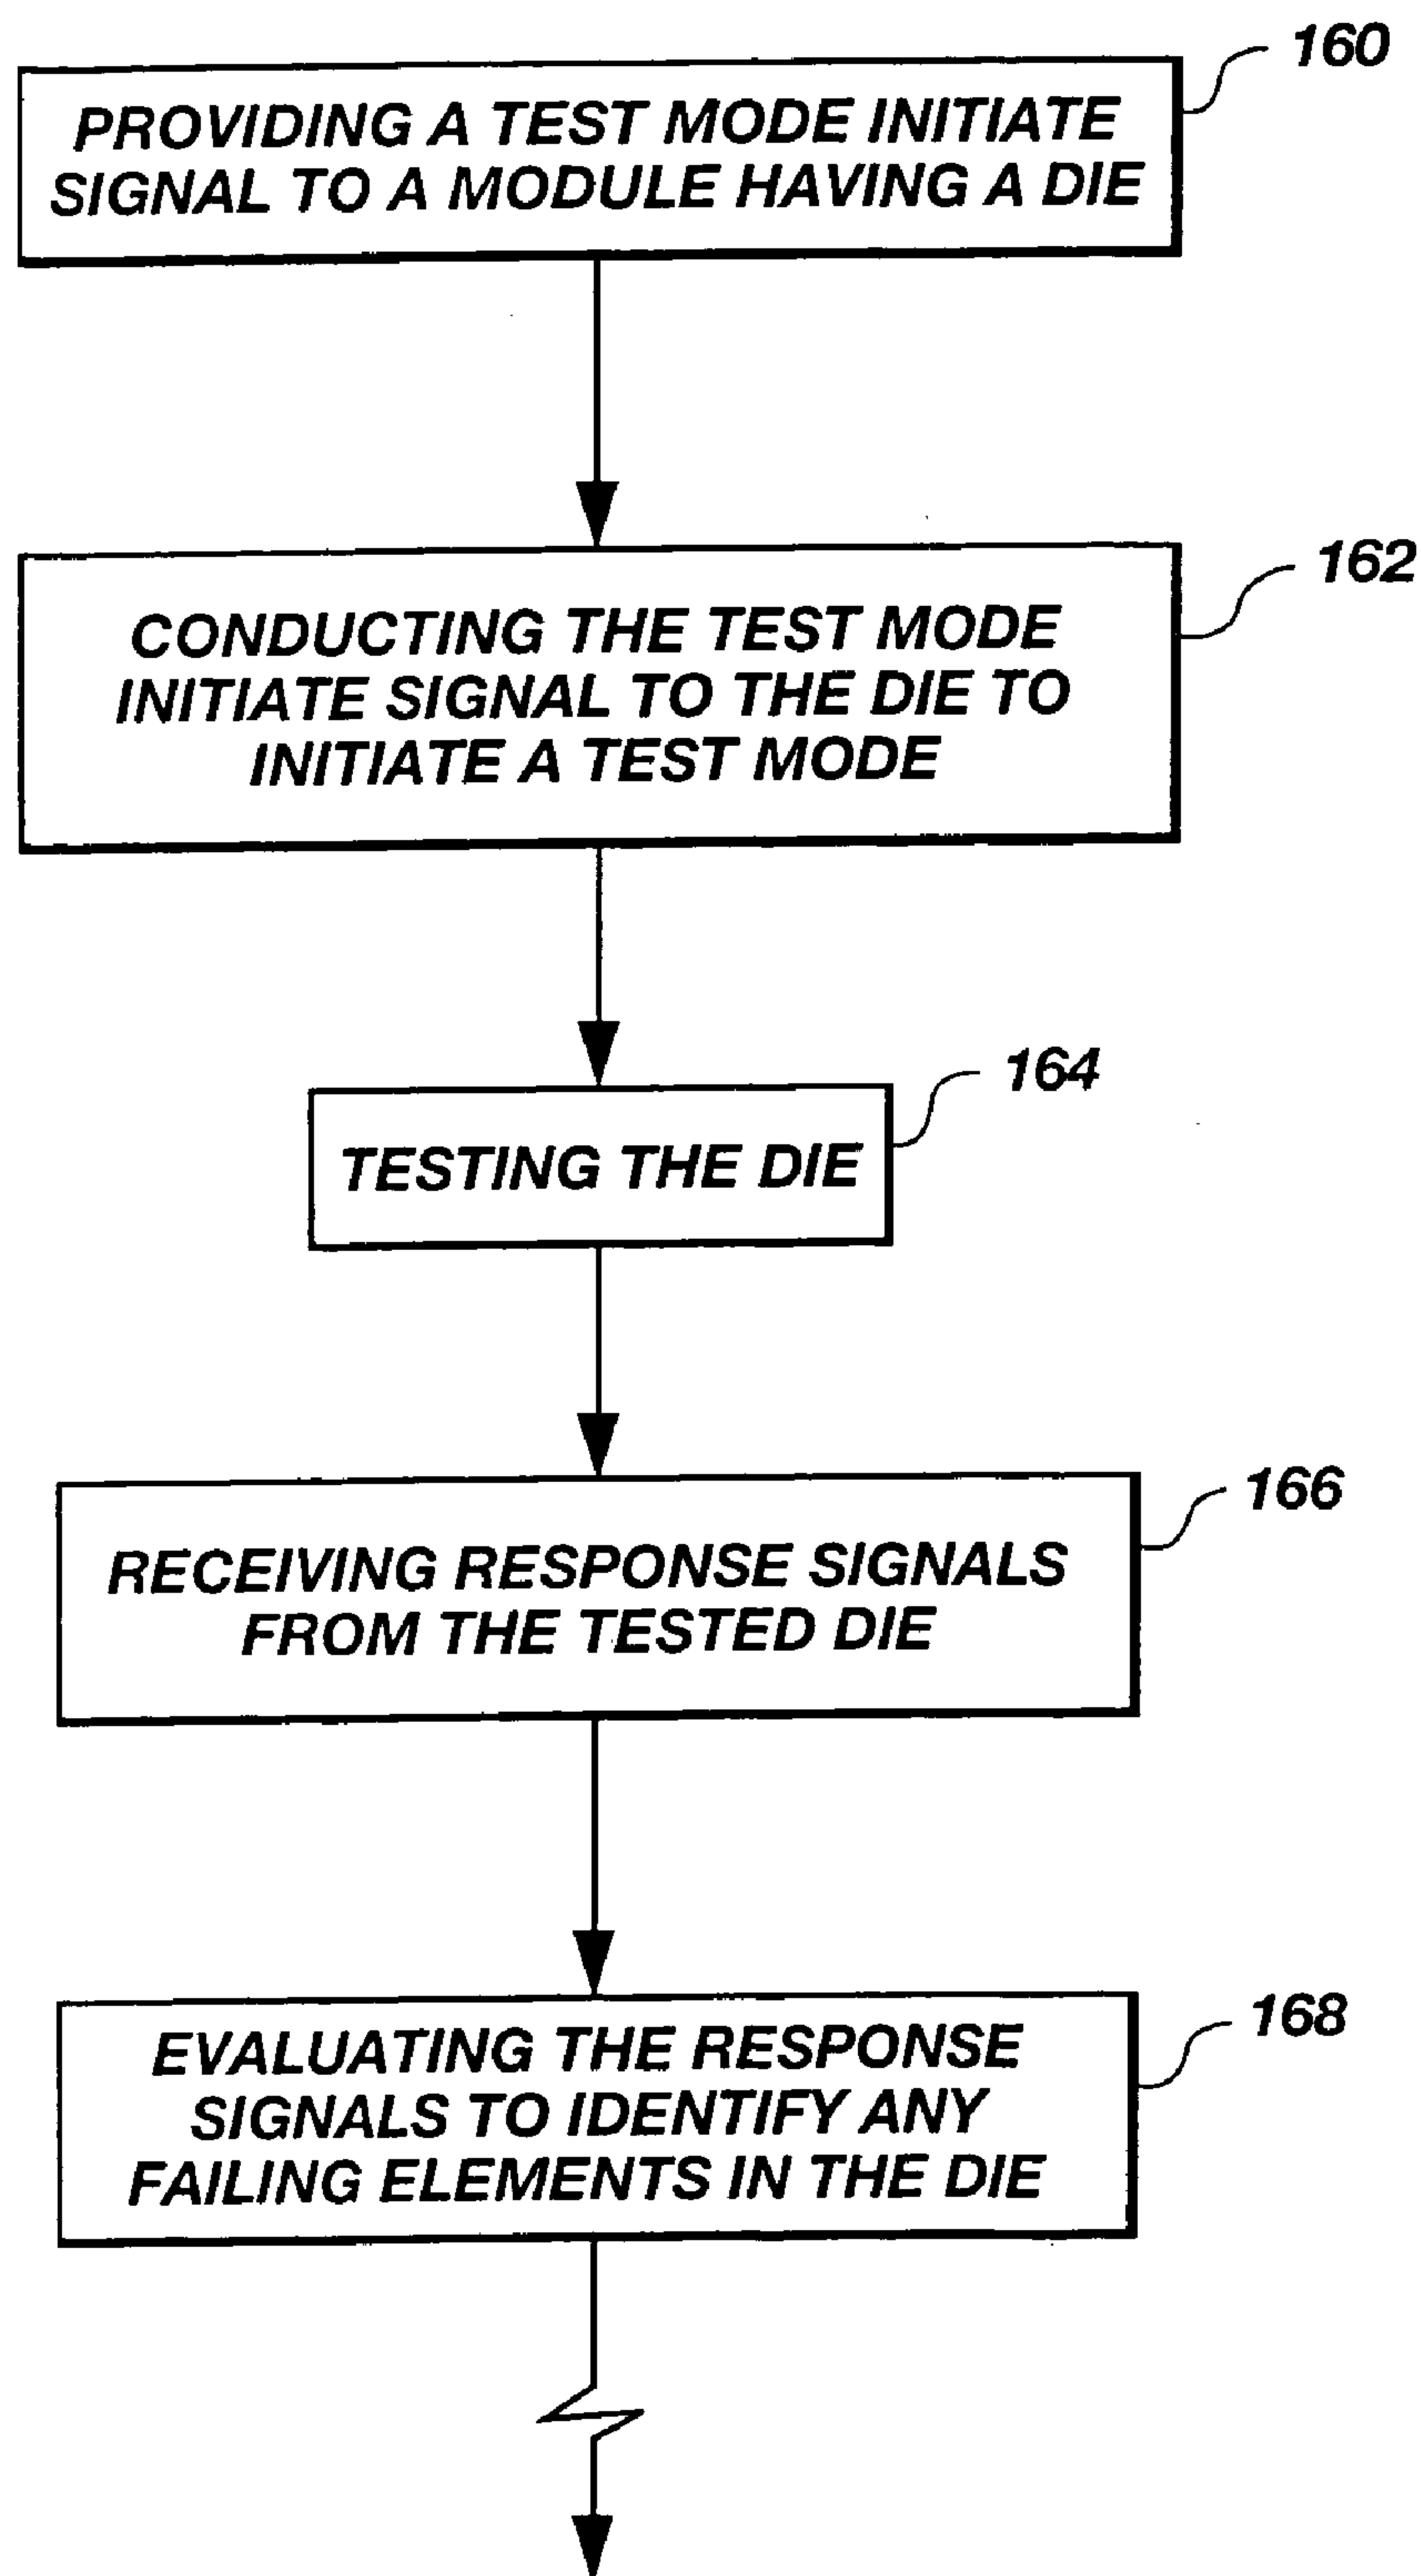 160
PROVIDING A TEST MODE INITIATE
SIGNAL TO A MODULE HAVING A DIE
162
CONDUCTING THE TEST MODE
INITIATE SIGNAL TO THE DIE TO
INITIATE A TEST MODE
164
TESTING THE DIE
166
RECEIVING RESPONSE SIGNALS
FROM THE TESTED DIE
168
EVALUATING THE RESPONSE
SIGNALS TO IDENTIFY ANY
FAILING ELEMENTS IN THE DIE